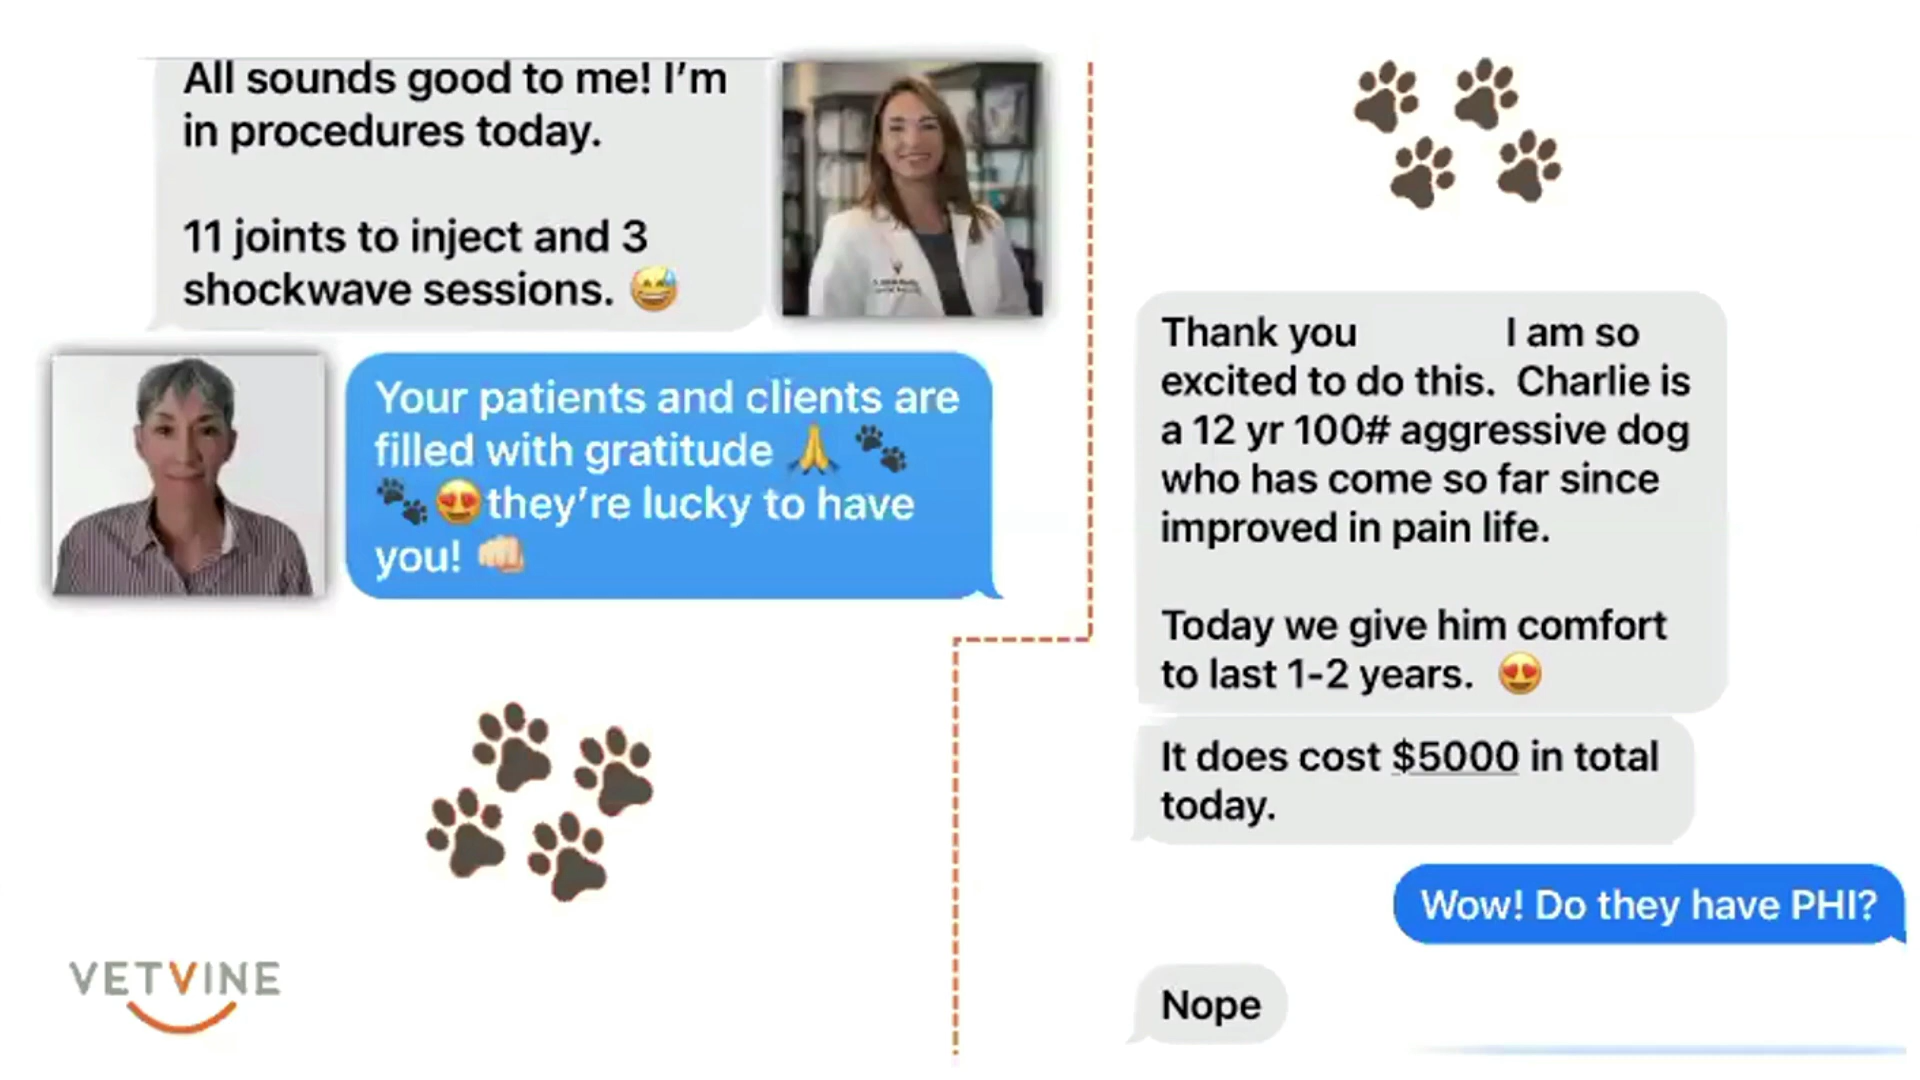 All sounds good to me! I'm
in procedures today.
11 joints to inject and 3
shockwave sessions. 😅
Your patients and clients are
filled with gratitude 🙏 🐾
🐾😍they're lucky to have
you! 👊🏻
Thank you I am so
excited to do this. Charlie is
a 12 yr 100# aggressive dog
who has come so far since
improved in pain life.
Today we give him comfort
to last 1-2 years. 😍
It does cost $5000 in total
today.
Wow! Do they have PHI?
Nope
VETVINE